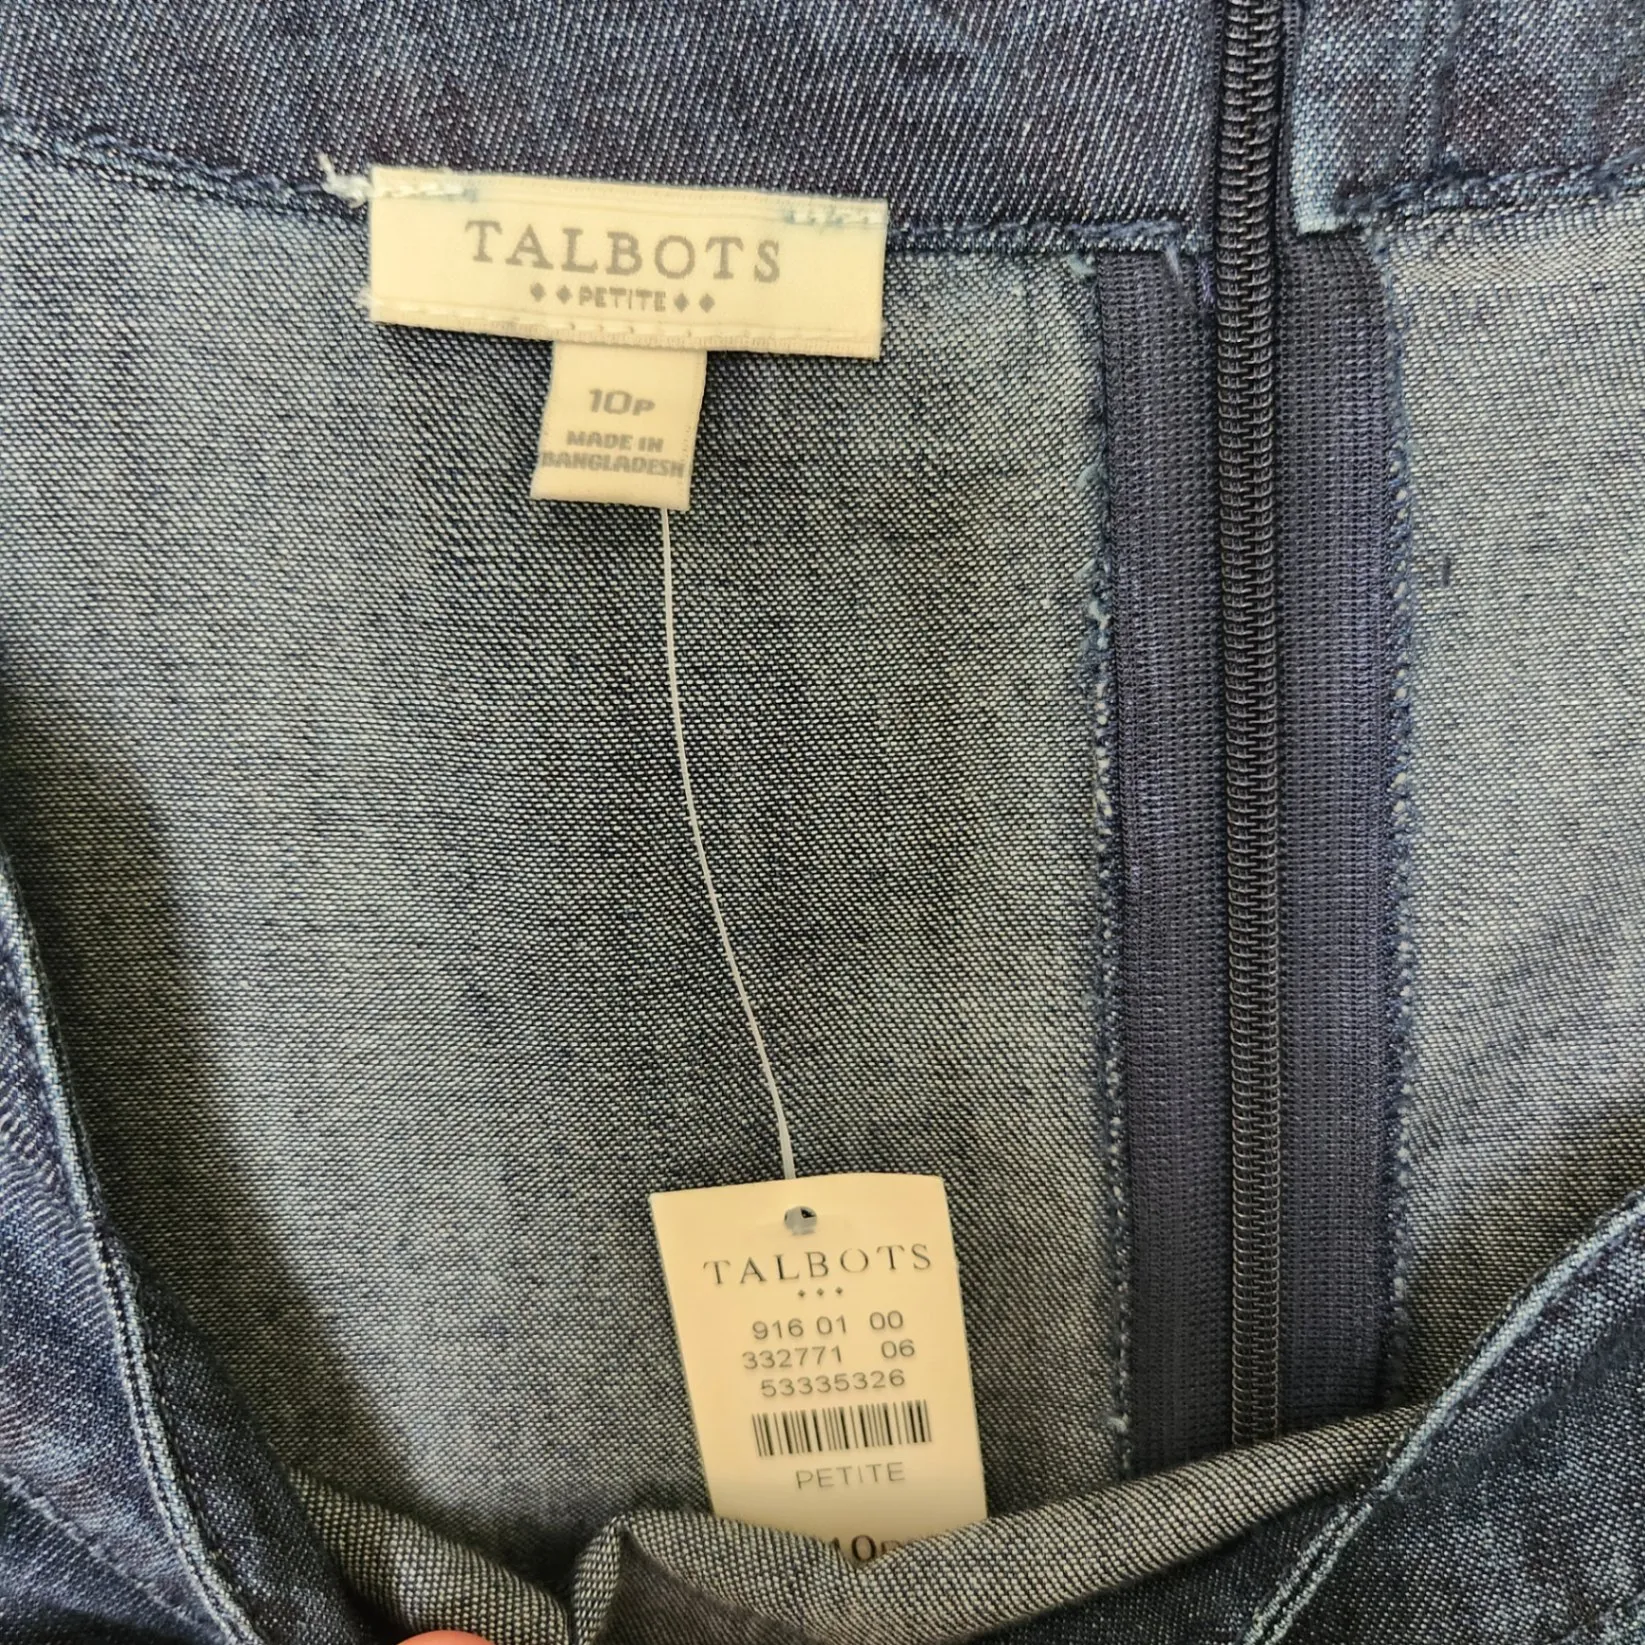 TALBOTS
PETITE
10P
MADE IN
BANGLADESH
TALBOTS
916 01 00
332771 06
53335326
PETITE